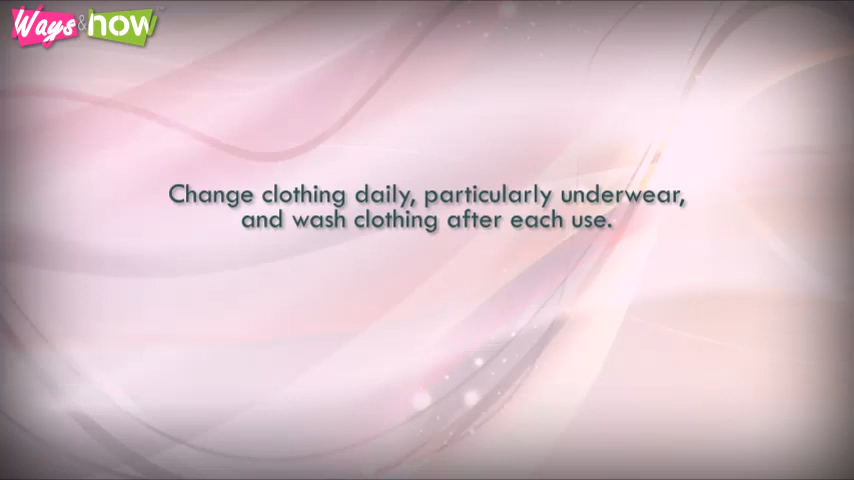 Ways & how
Change clothing daily, particularly underwear,
and wash clothing after each use.